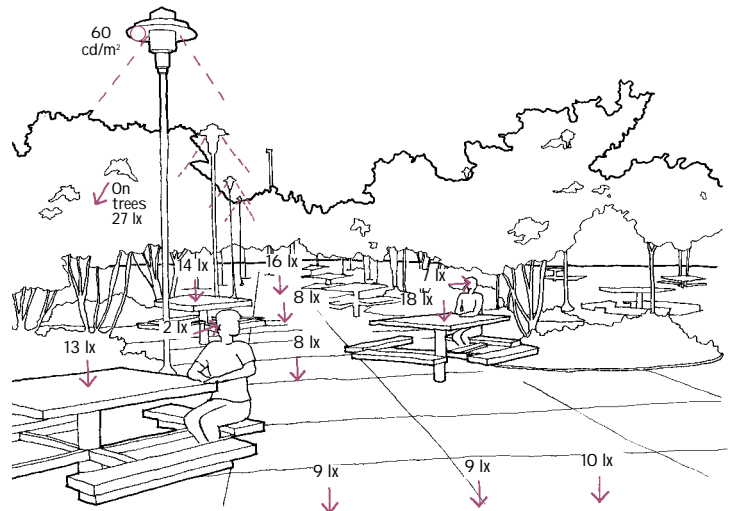 60
cd/m²
On
trees
27 lx
14 lx
16 lx
7 lx
8 lx
18 lx
2 lx
13 lx
8 lx
9 lx
9 lx
10 lx